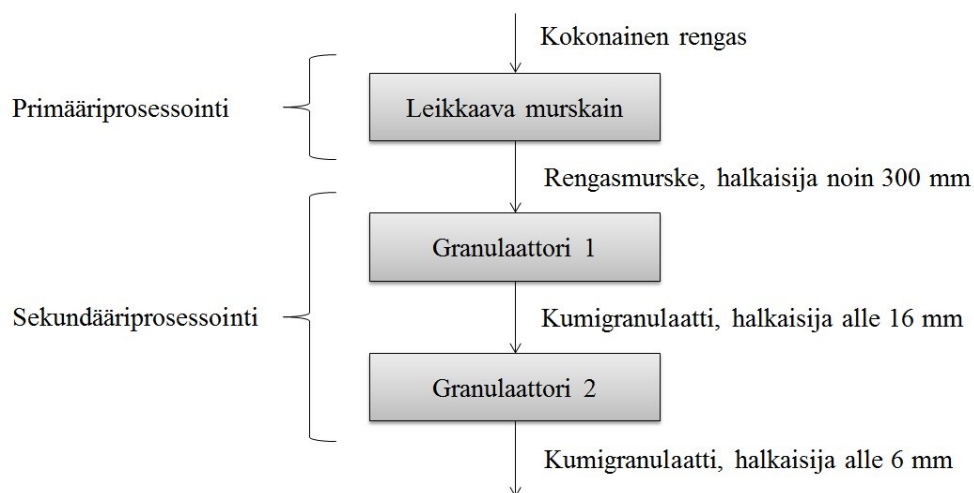 Kokonainen rengas
Primääriprosessointi
Leikkaava murskain
Rengasmurske, halkaisija noin 300 mm
Granulaattori 1
Sekundääriprosessointi
Kumigranulaatti, halkaisija alle 16 mm
Granulaattori 2
Kumigranulaatti, halkaisija alle 6 mm